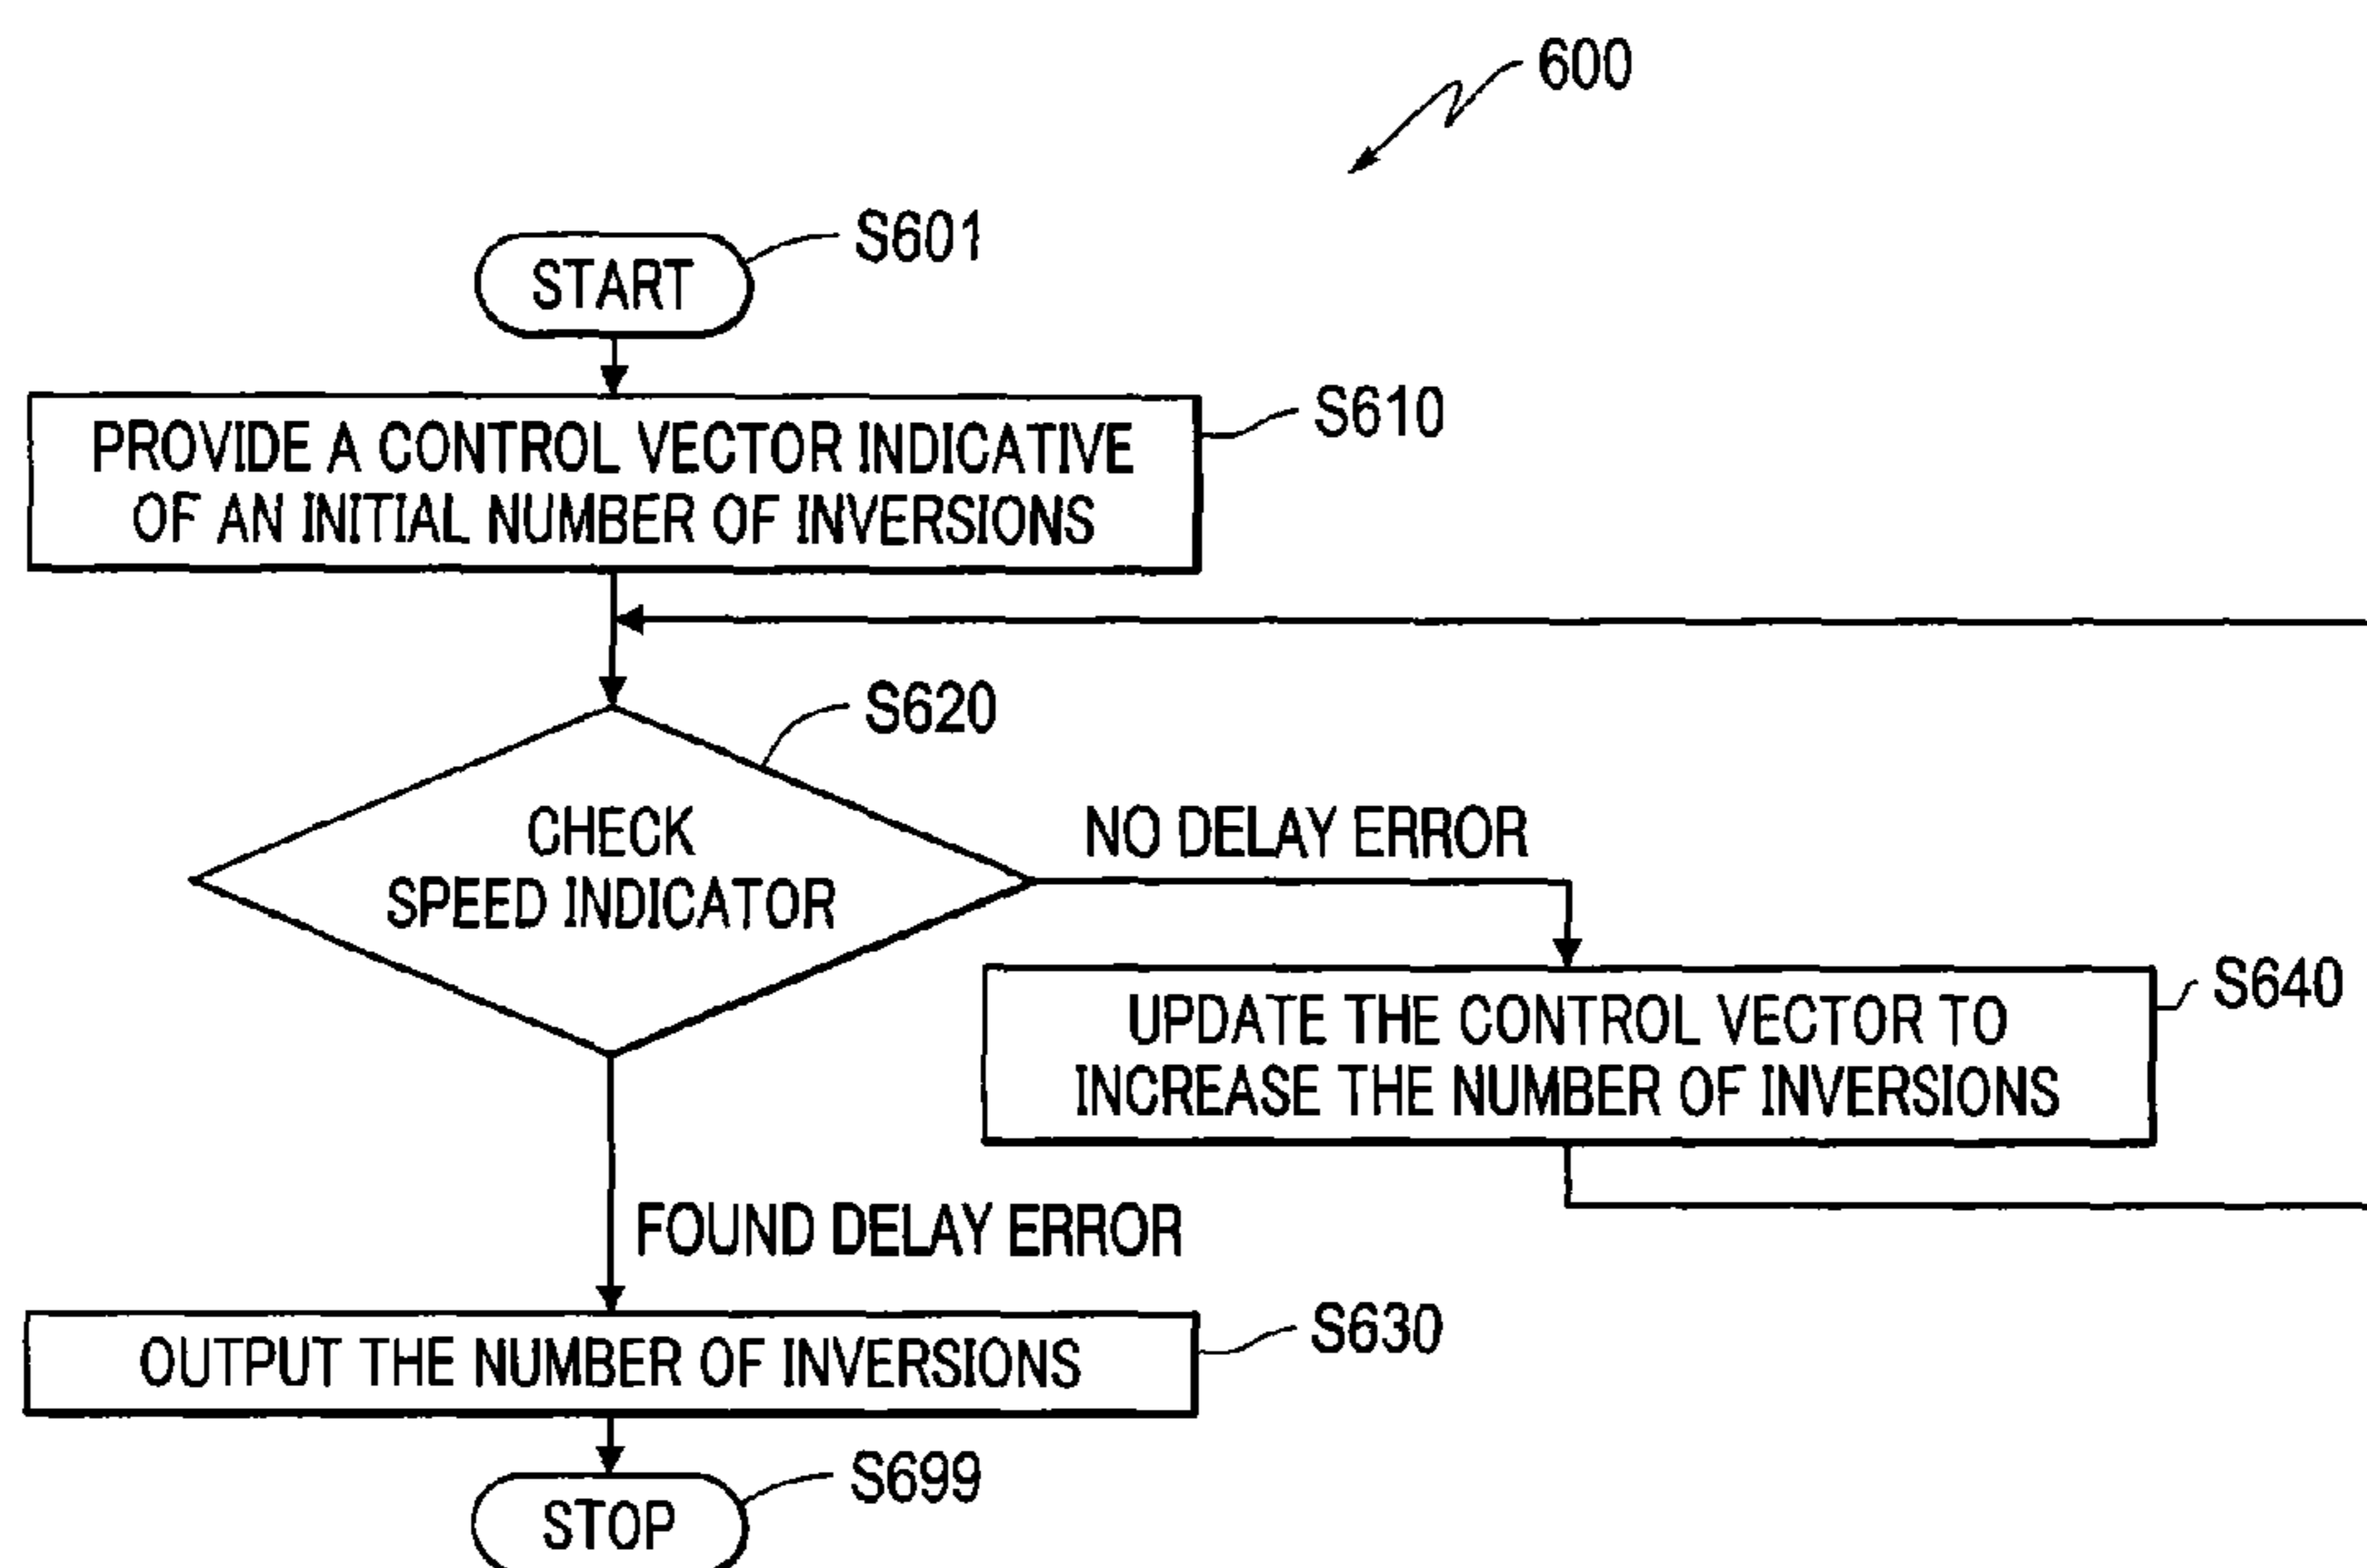 600
S601
START
S610
PROVIDE A CONTROL VECTOR INDICATIVE
OF AN INITIAL NUMBER OF INVERSIONS
S620
CHECK
SPEED INDICATOR
NO DELAY ERROR
S640
UPDATE THE CONTROL VECTOR TO
INCREASE THE NUMBER OF INVERSIONS
FOUND DELAY ERROR
S630
OUTPUT THE NUMBER OF INVERSIONS
S699
STOP